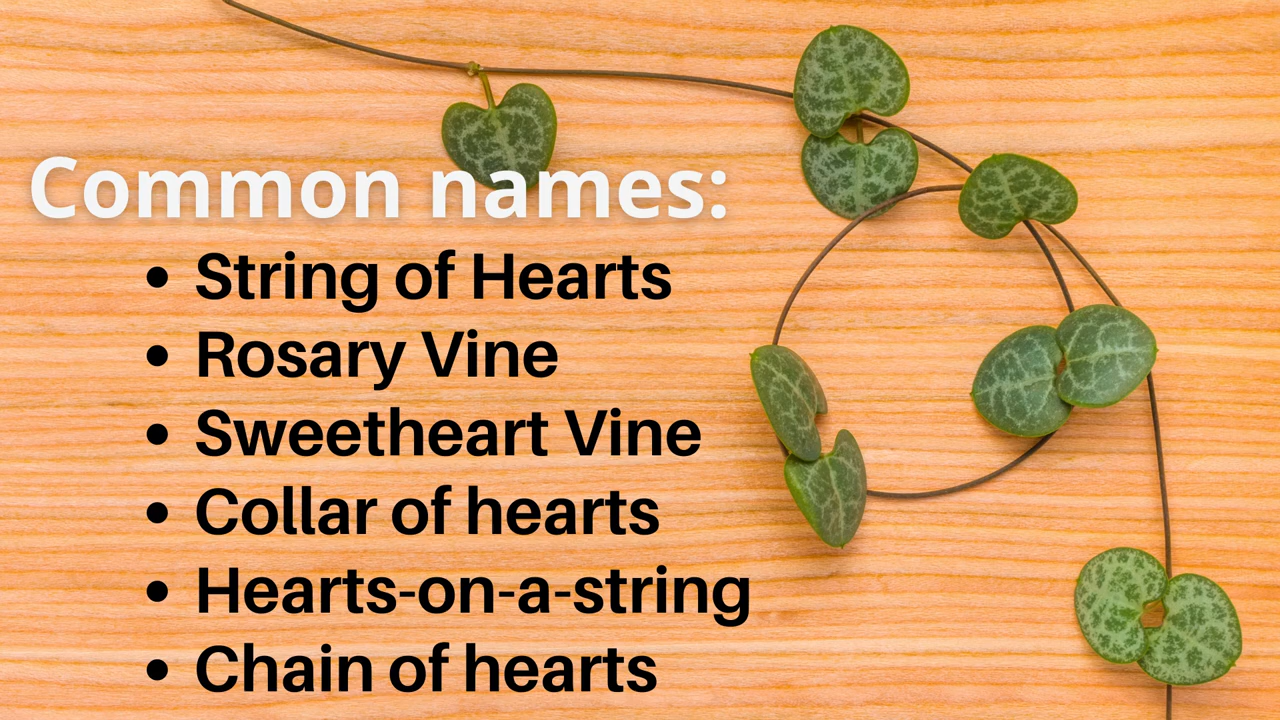 Common names:
• String of Hearts
• Rosary Vine
• Sweetheart Vine
• Collar of hearts
• Hearts-on-a-string
• Chain of hearts